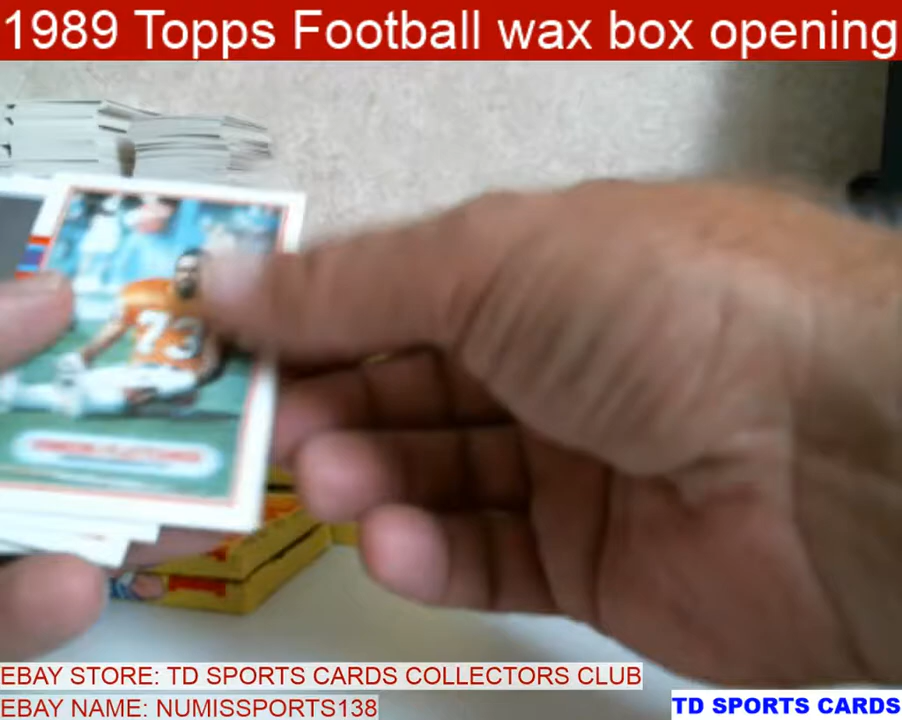 1989 Topps Football wax box opening
73
EBAY STORE: TD SPORTS CARDS COLLECTORS CLUB
EBAY NAME: NUMISSPORTS138
TD SPORTS CARDS